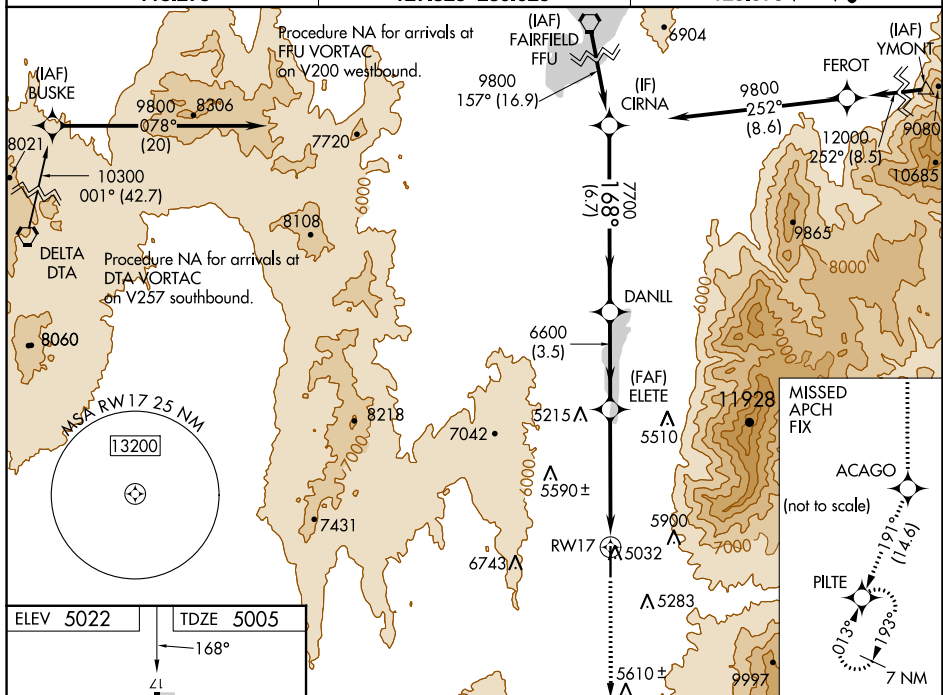 Procedure NA for arrivals at
FFU VORTAC
on V200 westbound.
(IAF)
FAIRFIELD
FFU
9800
157° (16.9)
6904
(IAF)
YMONT
FEROT
(IAF)
BUSKE
9800
078°
(20)
8306
7720
8021
10300
001° (42.7)
6000
(IF)
CIRNA
9800
252°
(8.6)
12000
252° (8.5)
9080
10685
7700
168°
(6.7)
8108
9865
8000
DELTA
DTA
Procedure NA for arrivals at
DTA VORTAC
on V257 southbound.
6000
DANLL
8060
6600
(3.5)
(FAF)
ELETE
11928
MISSED
APCH
FIX
MSA RW17 25 NM
13200
8218
7000
7042
5215
5510
6000
5590 ±
ACAGO
(not to scale)
7431
5900
7000
RW17
5032
6743
191°
(14.6)
PILTE
013°
193°
7 NM
5283
ELEV 5022
TDZE 5005
168°
17
5610 ±
9997